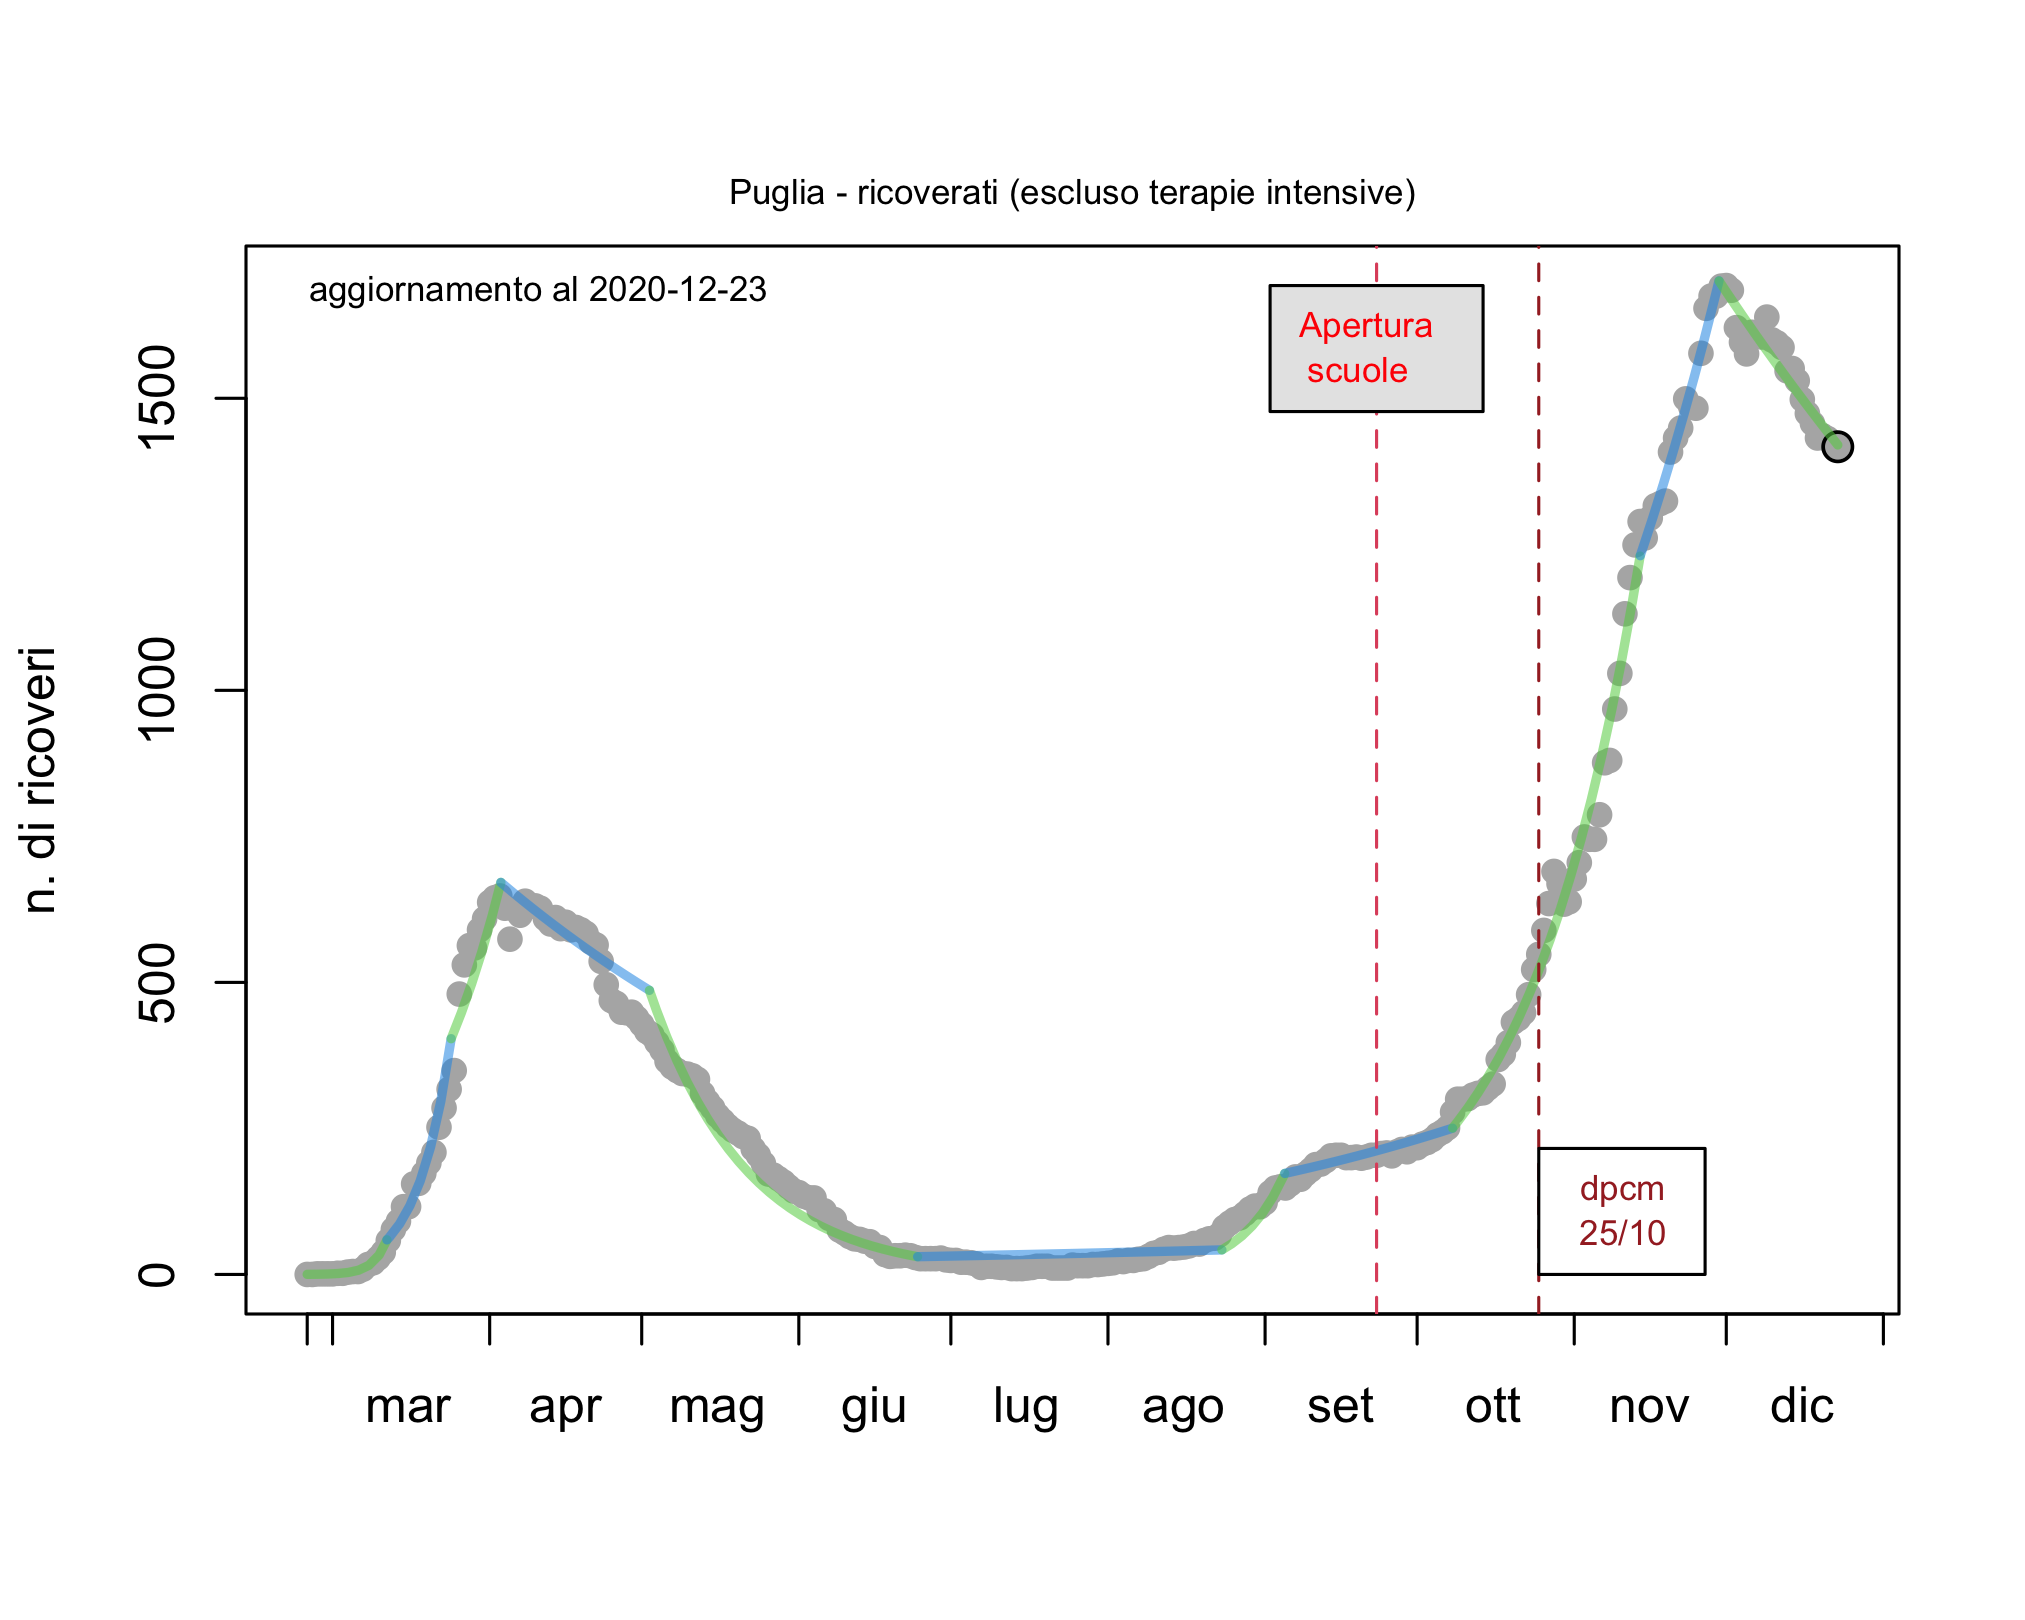 Puglia - ricoverati (escluso terapie intensive)
aggiornamento al 2020-12-23
Apertura
scuole
n. di ricoveri
1500
1000
500
0
dpcm
25/10
mar apr mag giu lug ago set ott nov dic